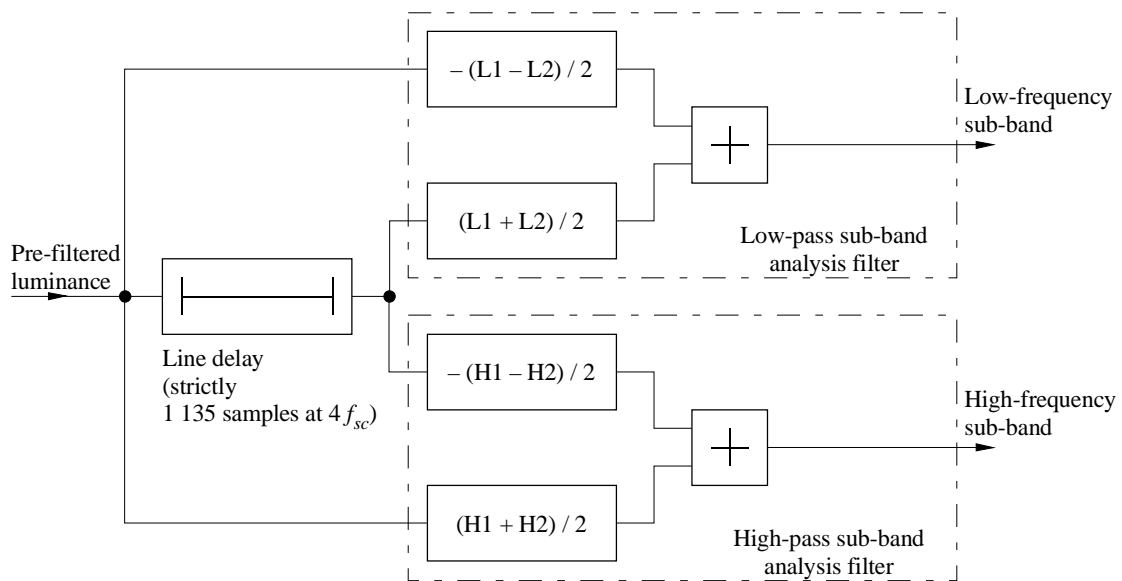 – (L1 – L2) / 2
Low-frequency
sub-band
(L1 + L2) / 2
Low-pass sub-band
analysis filter
Pre-filtered
luminance
Line delay
(strictly
1 135 samples at 4 fsc)
– (H1 – H2) / 2
High-frequency
sub-band
(H1 + H2) / 2
High-pass sub-band
analysis filter